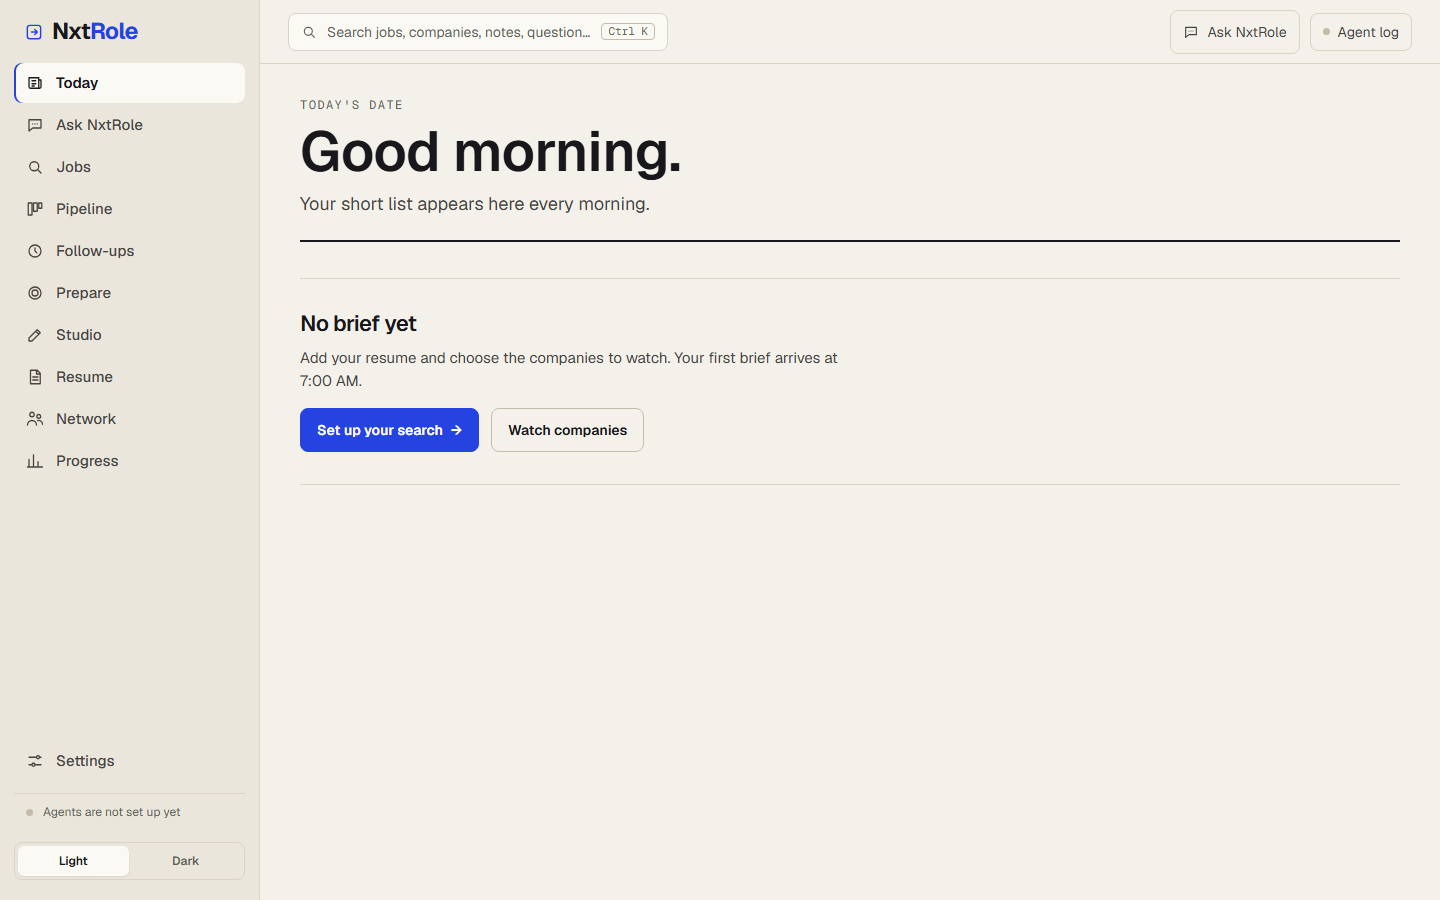 NxtRole
Today
Ask NxtRole
Jobs
Pipeline
Follow-ups
Prepare
Studio
Resume
Network
Progress
Settings
Agents are not set up yet
Light
Dark
Search jobs, companies, notes, question...
Ctrl K
Ask NxtRole
Agent log
TODAY'S DATE
Good morning.
Your short list appears here every morning.
No brief yet
Add your resume and choose the companies to watch. Your first brief arrives at
7:00 AM.
Set up your search →
Watch companies